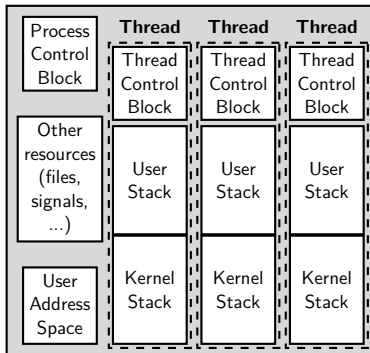 Process
Control
Block
Other
resources
(files,
signals,
...)
User
Address
Space
Thread
Thread
Control
Block
User
Stack
Kernel
Stack
Thread
Thread
Control
Block
User
Stack
Kernel
Stack
Thread
Thread
Control
Block
User
Stack
Kernel
Stack